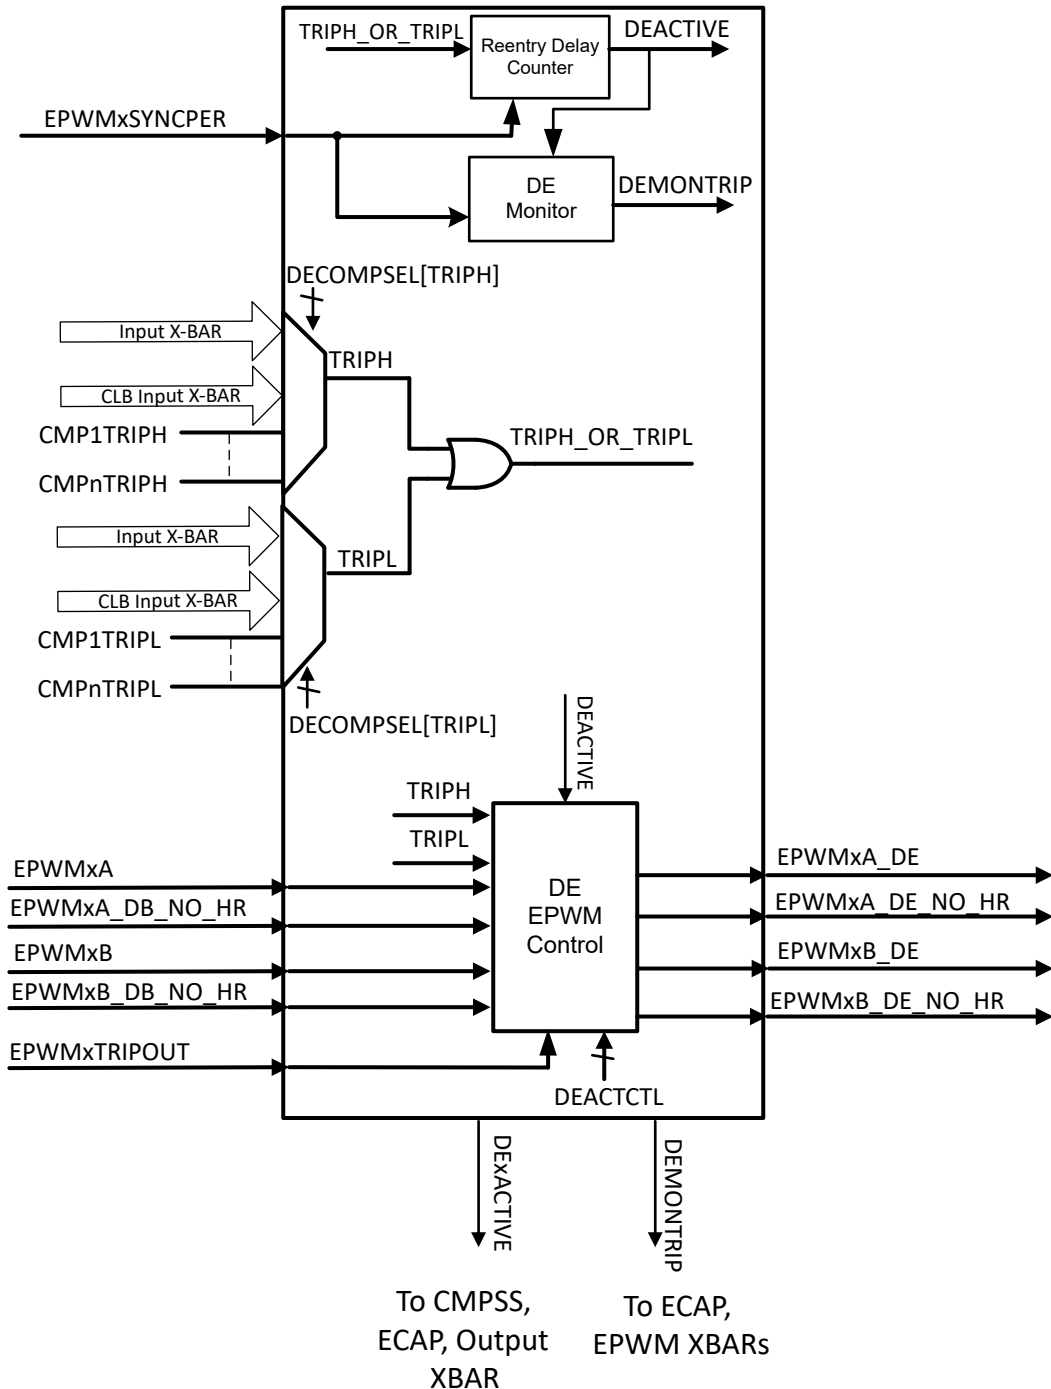 TRIPH_OR_TRIPL
Reentry Delay
Counter
DEACTIVE
EPWMxSYNCPER
DE
Monitor
DEMONTRIP
DECOMPSEL[TRIPH]
Input X-BAR
TRIPH
CLB Input X-BAR
CMP1TRIPH
TRIPH_OR_TRIPL
CMPnTRIPH
Input X-BAR
TRIPL
CLB Input X-BAR
CMP1TRIPL
CMPnTRIPL
DECOMPSEL[TRIPL]
DEACTIVE
TRIPH
TRIPL
EPWMxA
EPWMxA_DB_NO_HR
EPWMxB
EPWMxB_DB_NO_HR
EPWMxTRIPOUT
DE
EPWM
Control
DEACTCTL
EPWMxA_DE
EPWMxA_DE_NO_HR
EPWMxB_DE
EPWMxB_DE_NO_HR
DExACTIVE
DEMONTRIP
To CMPSS,
ECAP, Output
XBAR
To ECAP,
EPWM XBARs